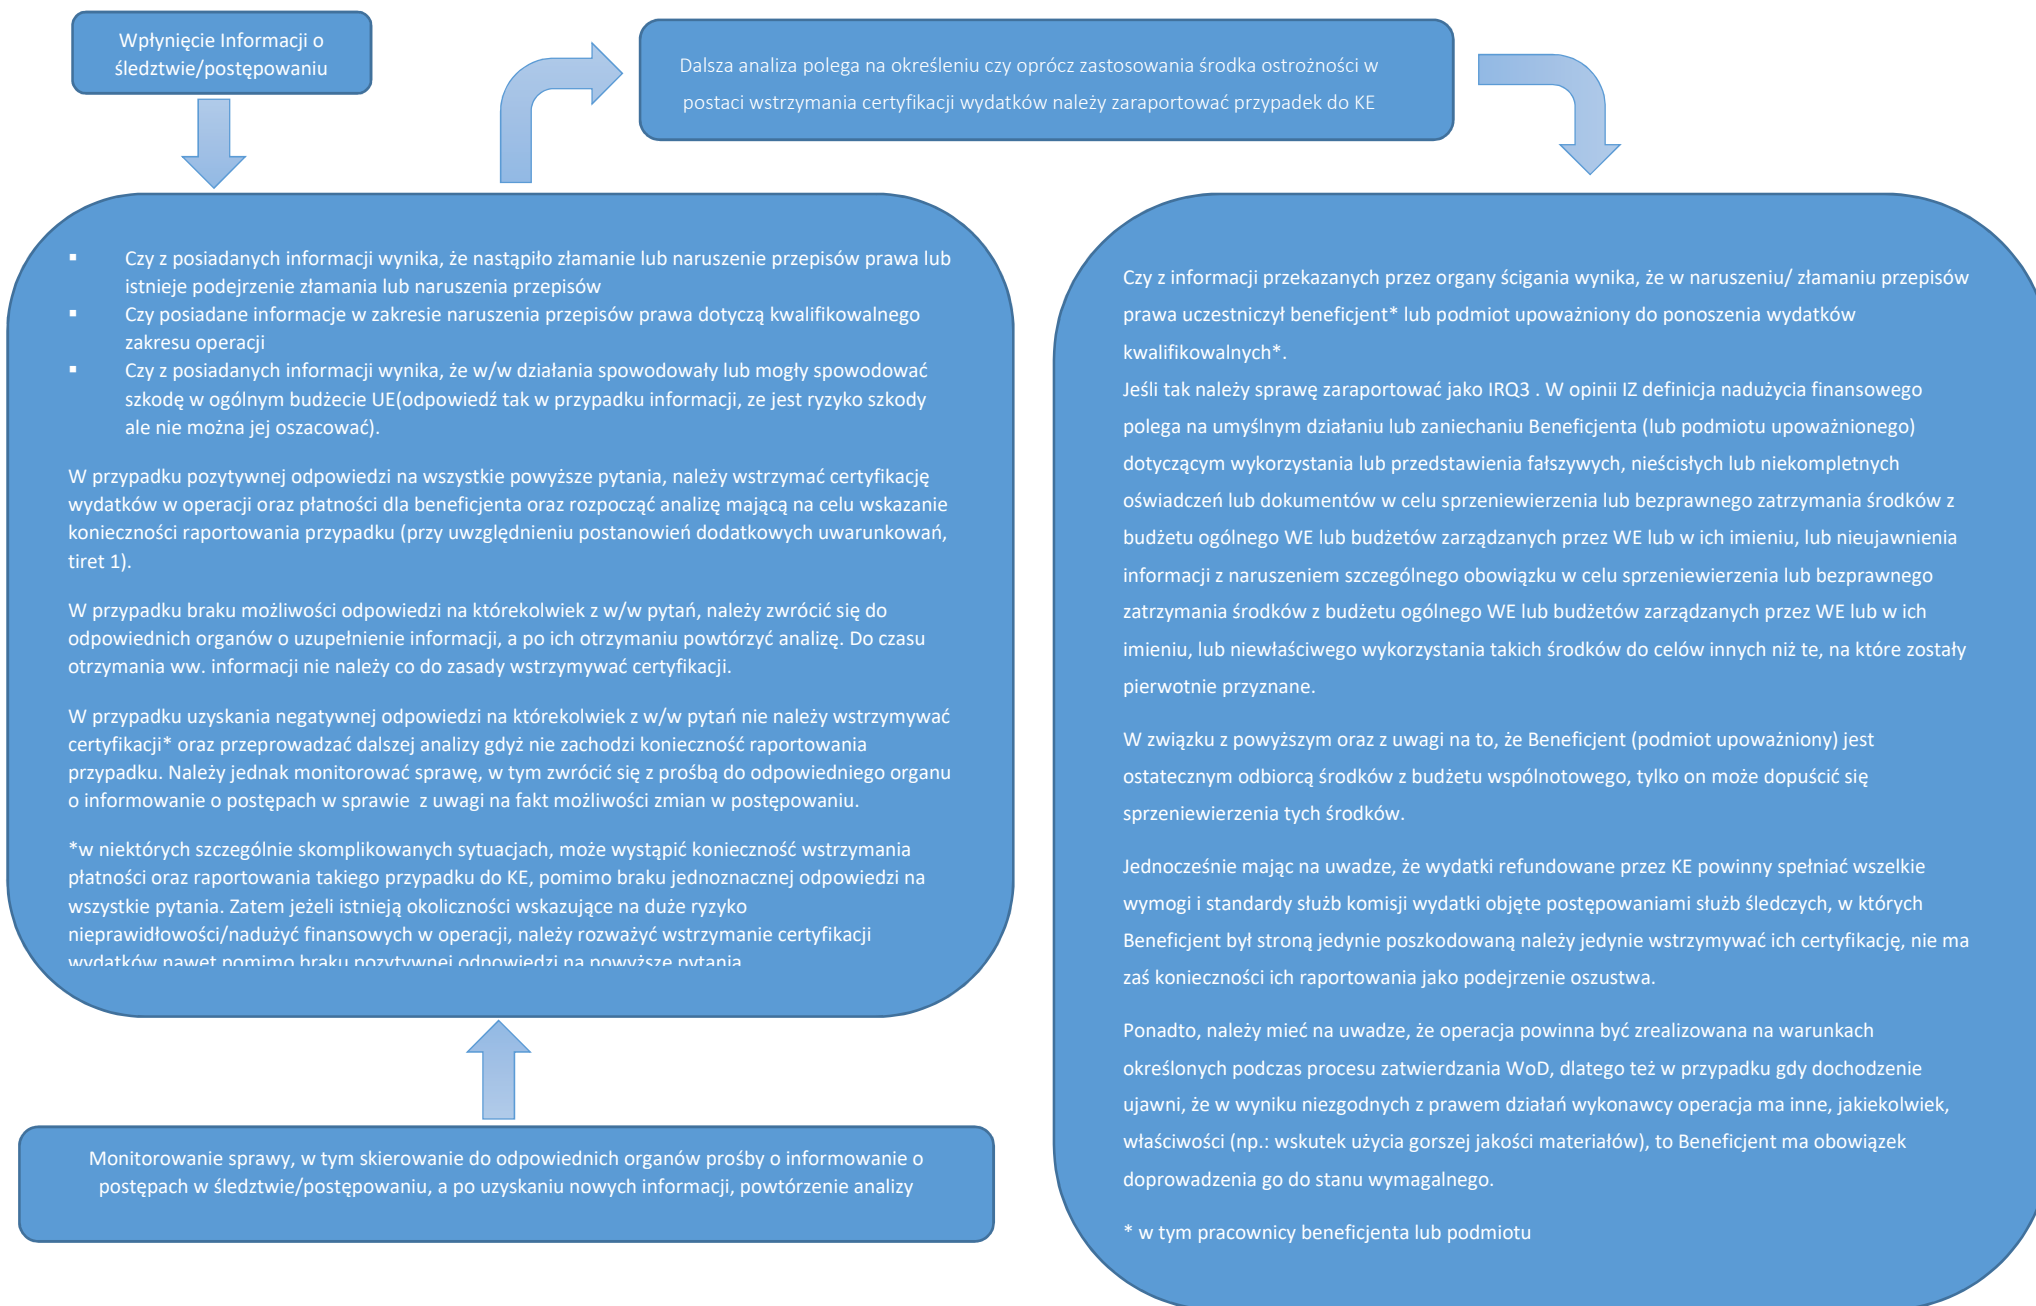 Wpłynięcie Informacji o
śledztwie/postępowaniu
Dalsza analiza polega na określeniu czy oprócz zastosowania środka ostrożności w
postaci wstrzymania certyfikacji wydatków należy zaraportować przypadek do KE
▪ Czy z posiadanych informacji wynika, że nastąpiło złamanie lub naruszenie przepisów prawa lub
istnieje podejrzenie złamania lub naruszenia przepisów
▪ Czy posiadane informacje w zakresie naruszenia przepisów prawa dotyczą kwalifikowalnego
zakresu operacji
▪ Czy z posiadanych informacji wynika, że w/w działania spowodowały lub mogły spowodować
szkodę w ogólnym budżecie UE(odpowiedź tak w przypadku informacji, ze jest ryzyko szkody
ale nie można jej oszacować).
W przypadku pozytywnej odpowiedzi na wszystkie powyższe pytania, należy wstrzymać certyfikację
wydatków w operacji oraz płatności dla beneficjenta oraz rozpocząć analizę mającą na celu wskazanie
konieczności raportowania przypadku (przy uwzględnieniu postanowień dodatkowych uwarunkowań,
tiret 1).
W przypadku braku możliwości odpowiedzi na którekolwiek z w/w pytań, należy zwrócić się do
odpowiednich organów o uzupełnienie informacji, a po ich otrzymaniu powtórzyć analizę. Do czasu
otrzymania ww. informacji nie należy co do zasady wstrzymywać certyfikacji.
W przypadku uzyskania negatywnej odpowiedzi na którekolwiek z w/w pytań nie należy wstrzymywać
certyfikacji* oraz przeprowadzać dalszej analizy gdyż nie zachodzi konieczność raportowania
przypadku. Należy jednak monitorować sprawę, w tym zwrócić się z prośbą do odpowiedniego organu
o informowanie o postępach w sprawie z uwagi na fakt możliwości zmian w postępowaniu.
*w niektórych szczególnie skomplikowanych sytuacjach, może wystąpić konieczność wstrzymania
płatności oraz raportowania takiego przypadku do KE, pomimo braku jednoznacznej odpowiedzi na
wszystkie pytania. Zatem jeżeli istnieją okoliczności wskazujące na duże ryzyko
nieprawidłowości/nadużyć finansowych w operacji, należy rozważyć wstrzymanie certyfikacji
wydatków nawet pomimo braku pozytywnej odpowiedzi na powyższe pytania
Monitorowanie sprawy, w tym skierowanie do odpowiednich organów prośby o informowanie o
postępach w śledztwie/postępowaniu, a po uzyskaniu nowych informacji, powtórzenie analizy
Czy z informacji przekazanych przez organy ścigania wynika, że w naruszeniu/ złamaniu przepisów
prawa uczestniczył beneficjent* lub podmiot upoważniony do ponoszenia wydatków
kwalifikowalnych*.
Jeśli tak należy sprawę zaraportować jako IRQ3 . W opinii IZ definicja nadużycia finansowego
polega na umyślnym działaniu lub zaniechaniu Beneficjenta (lub podmiotu upoważnionego)
dotyczącym wykorzystania lub przedstawienia fałszywych, nieścisłych lub niekompletnych
oświadczeń lub dokumentów w celu sprzeniewierzenia lub bezprawnego zatrzymania środków z
budżetu ogólnego WE lub budżetów zarządzanych przez WE lub w ich imieniu, lub nieujawnienia
informacji z naruszeniem szczególnego obowiązku w celu sprzeniewierzenia lub bezprawnego
zatrzymania środków z budżetu ogólnego WE lub budżetów zarządzanych przez WE lub w ich
imieniu, lub niewłaściwego wykorzystania takich środków do celów innych niż te, na które zostały
pierwotnie przyznane.
W związku z powyższym oraz z uwagi na to, że Beneficjent (podmiot upoważniony) jest
ostatecznym odbiorcą środków z budżetu wspólnotowego, tylko on może dopuścić się
sprzeniewierzenia tych środków.
Jednocześnie mając na uwadze, że wydatki refundowane przez KE powinny spełniać wszelkie
wymogi i standardy służb komisji wydatki objęte postępowaniami służb śledczych, w których
Beneficjent był stroną jedynie poszkodowaną należy jedynie wstrzymywać ich certyfikację, nie ma
zaś konieczności ich raportowania jako podejrzenie oszustwa.
Ponadto, należy mieć na uwadze, że operacja powinna być zrealizowana na warunkach
określonych podczas procesu zatwierdzania WoD, dlatego też w przypadku gdy dochodzenie
ujawni, że w wyniku niezgodnych z prawem działań wykonawcy operacja ma inne, jakiekolwiek,
właściwości (np.: wskutek użycia gorszej jakości materiałów), to Beneficjent ma obowiązek
doprowadzenia go do stanu wymagalnego.
* w tym pracownicy beneficjenta lub podmiotu